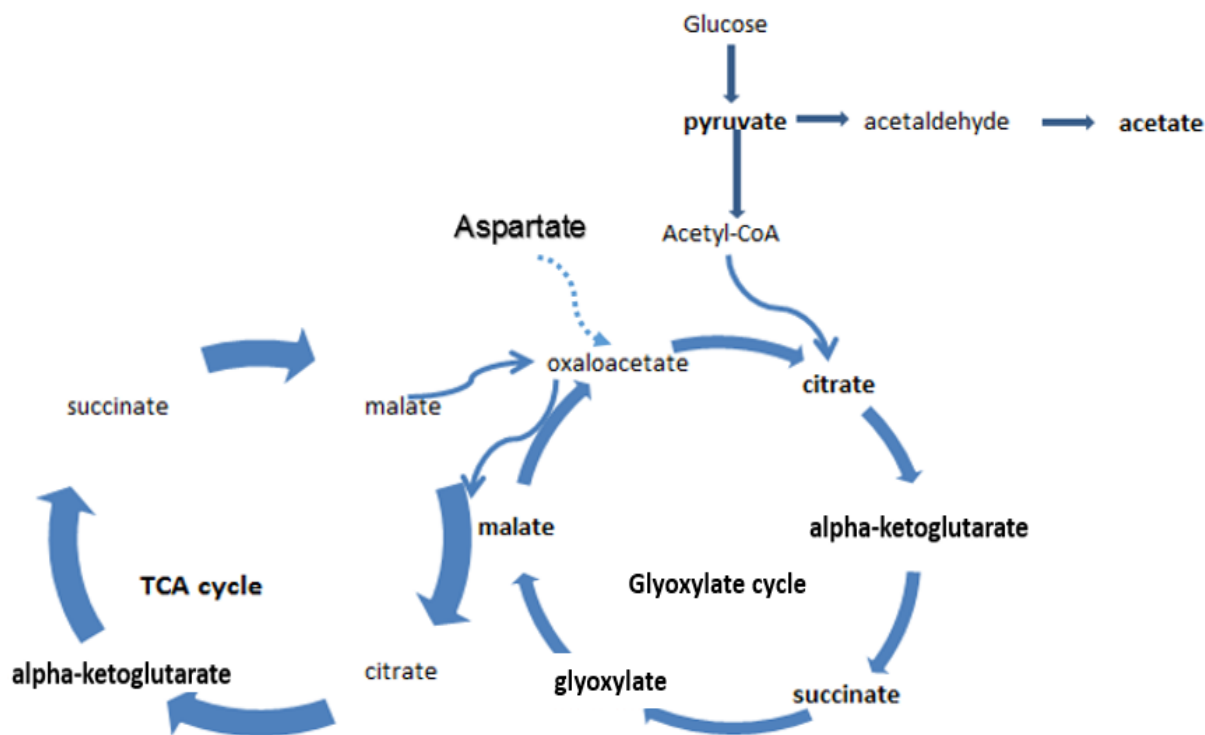 Glucose
pyruvate acetaldehyde acetate
Aspartate Acetyl-CoA
oxaloacetate
citrate
succinate malate
malate alpha-ketoglutarate
TCA cycle Glyoxylate cycle
alpha-ketoglutarate citrate glyoxylate
succinate